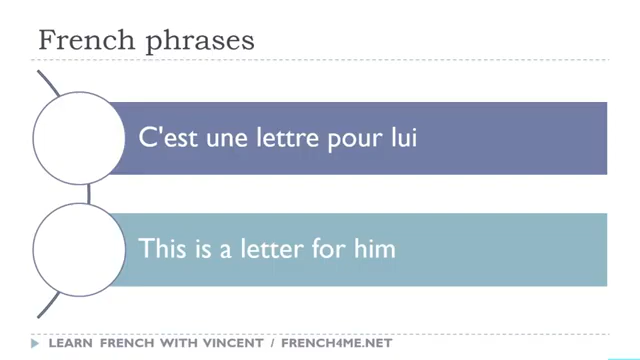 French phrases
C'est une lettre pour lui
This is a letter for him
LEARN FRENCH WITH VINCENT / FRENCH4ME.NET